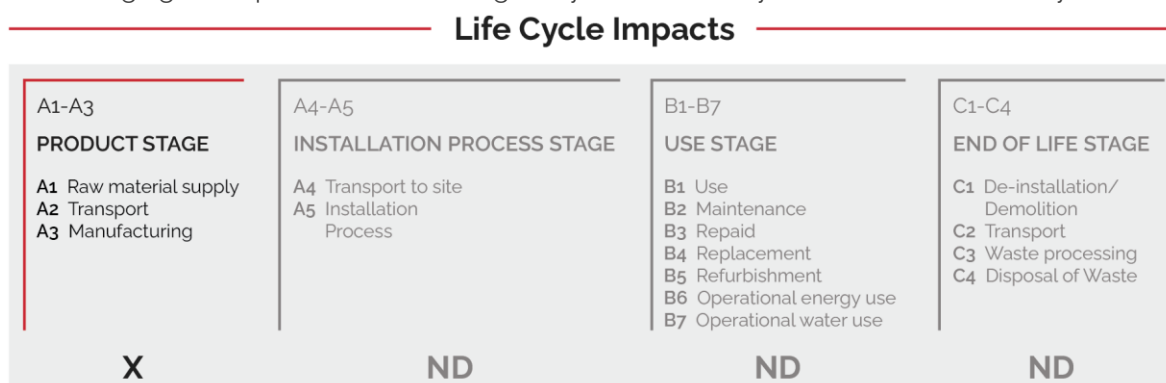 Life Cycle Impacts
A1-A3
PRODUCT STAGE
A1 Raw material supply
A2 Transport
A3 Manufacturing
X
A4-A5
INSTALLATION PROCESS STAGE
A4 Transport to site
A5 Installation
Process
ND
B1-B7
USE STAGE
B1 Use
B2 Maintenance
B3 Repaid
B4 Replacement
B5 Refurbishment
B6 Operational energy use
B7 Operational water use
ND
C1-C4
END OF LIFE STAGE
C1 De-installation/
Demolition
C2 Transport
C3 Waste processing
C4 Disposal of Waste
ND